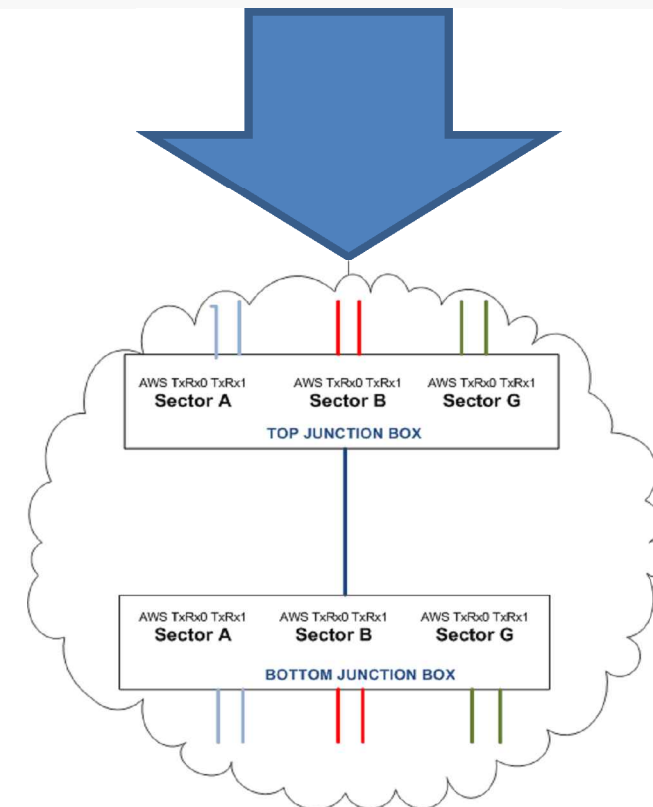 AWS TxRx0 TxRx1 AWS TxRx0 TxRx1 AWS TxRx0 TxRx1
Sector A Sector B Sector G
TOP JUNCTION BOX
AWS TxRx0 TxRx1 AWS TxRx0 TxRx1 AWS TxRx0 TxRx1
Sector A Sector B Sector G
BOTTOM JUNCTION BOX